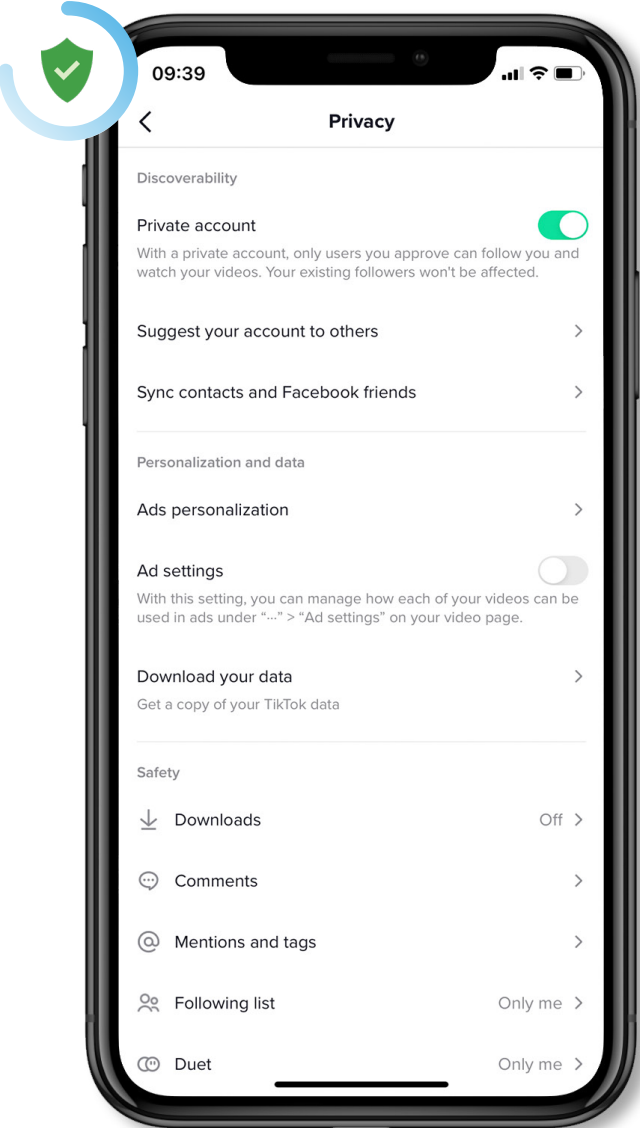 09:39
Privacy
Discoverability
Private account
With a private account, only users you approve can follow you and
watch your videos. Your existing followers won't be affected.
Suggest your account to others
Sync contacts and Facebook friends
Personalization and data
Ads personalization
Ad settings
With this setting, you can manage how each of your videos can be
used in ads under “···” > “Ad settings” on your video page.
Download your data
Get a copy of your TikTok data
Safety
Downloads Off
Comments
Mentions and tags
Following list Only me
Duet Only me